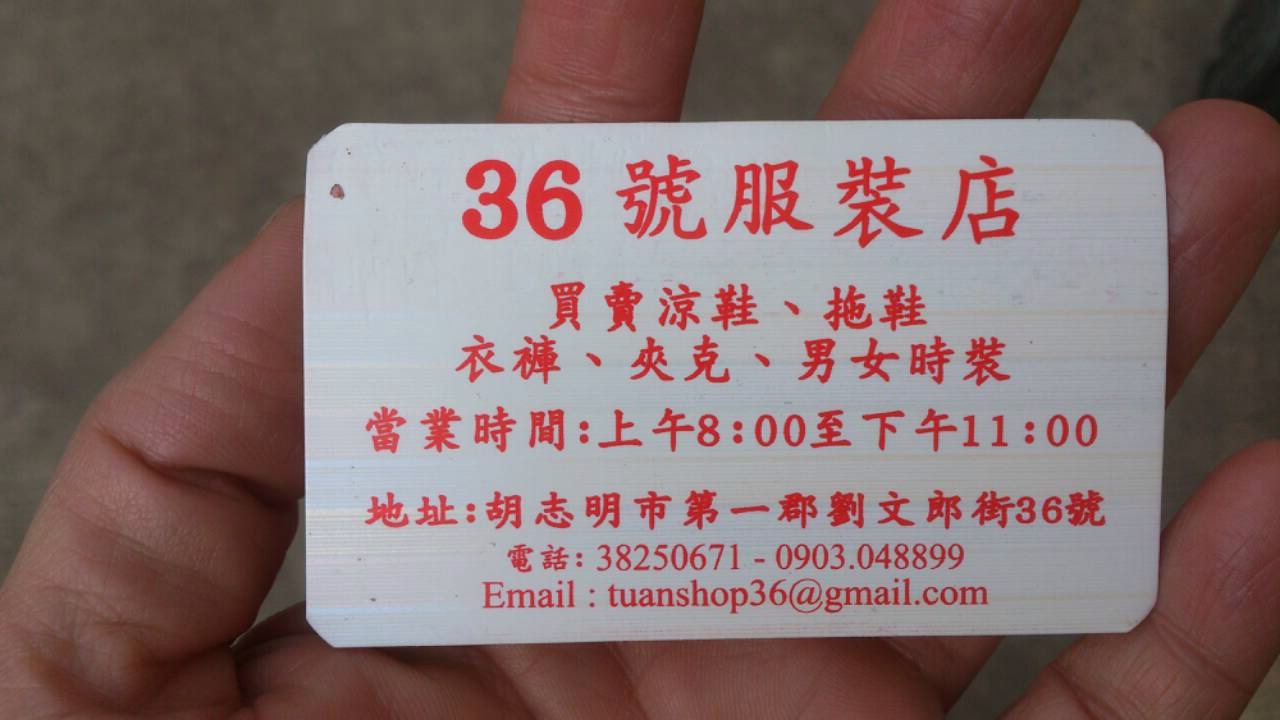 36 號服裝店
買賣涼鞋、拖鞋
衣褲、夾克、男女時裝
當業時間:上午8:00至下午11:00
地址:胡志明市第一郡劉文郎街36號
電話: 38250671 - 0903.048899
Email : tuanshop36@gmail.com